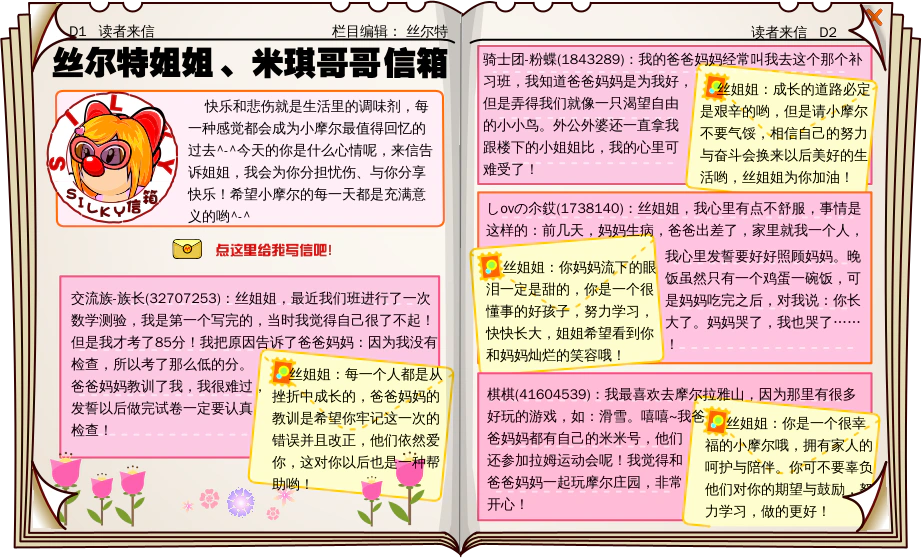 D1 读者来信
栏目编辑： 丝尔特
丝尔特姐姐、米琪哥哥信箱
SILKY
SILKY信箱
快乐和悲伤就是生活里的调味剂，每
一种感觉都会成为小摩尔最值得回忆的
过去^-^今天的你是什么心情呢，来信告
诉姐姐，我会为你分担忧伤、与你分享
快乐！希望小摩尔的每一天都是充满意
义的哟^-^
点这里给我写信吧！
交流族-族长(32707253)：丝姐姐，最近我们班进行了一次
数学测验，我是第一个写完的，当时我觉得自己很了不起！
但是我才考了85分！我把原因告诉了爸爸妈妈：因为我没有
检查，所以考了那么低的分。
爸爸妈妈教训了我，我很难过，
发誓以后做完试卷一定要认真
检查！
丝姐姐：每一个人都是从
挫折中成长的，爸爸妈妈的
教训是希望你牢记这一次的
错误并且改正，他们依然爱
你，这对你以后也是一种帮
助哟！
读者来信 D2
骑士团-粉蝶(1843289)：我的爸爸妈妈经常叫我去这个那个补
习班，我知道爸爸妈妈是为我好，
但是弄得我们就像一只渴望自由
的小小鸟。外公外婆还一直拿我
跟楼下的小姐姐比，我的心里可
难受了！
丝姐姐：成长的道路必定
是艰辛的哟，但是请小摩尔
不要气馁，相信自己的努力
与奋斗会换来以后美好的生
活哟，丝姐姐为你加油！
しovの尒錀(1738140)：丝姐姐，我心里有点不舒服，事情是
这样的：前几天，妈妈生病，爸爸出差了，家里就我一个人，
我心里发誓要好好照顾妈妈。晚
饭虽然只有一个鸡蛋一碗饭，可
是妈妈吃完之后，对我说：你长
大了。妈妈哭了，我也哭了……
！
丝姐姐：你妈妈流下的眼
泪一定是甜的，你是一个很
懂事的好孩子，努力学习，
快快长大，姐姐希望看到你
和妈妈灿烂的笑容哦！
棋棋(41604539)：我最喜欢去摩尔拉雅山，因为那里有很多
好玩的游戏，如：滑雪。嘻嘻~我爸
爸妈妈都有自己的米米号，他们
还参加拉姆运动会呢！我觉得和
爸爸妈妈一起玩摩尔庄园，非常
开心！
丝姐姐：你是一个很幸
福的小摩尔哦，拥有家人的
呵护与陪伴。你可不要辜负
他们对你的期望与鼓励，努
力学习，做的更好！